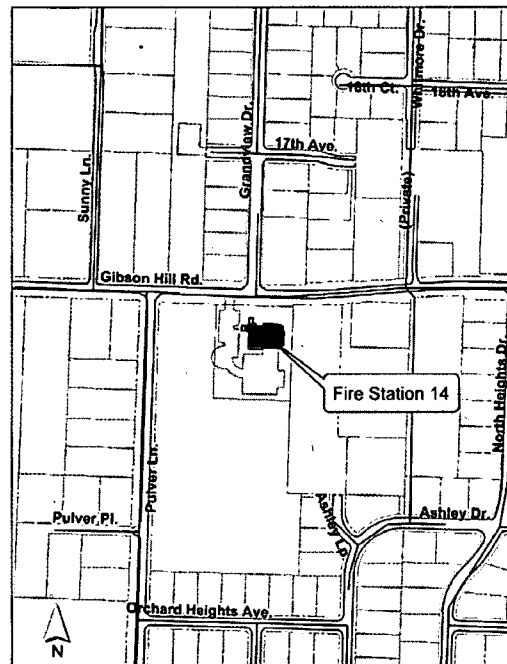 Whitmore Dr.
16th Ct.
18th Ave.
Grandview Dr.
17th Ave.
Sunny Ln.
(Private)
Gibson Hill Rd.
Fire Station 14
North Heights Dr.
Pulver Ln.
Pulver Pl.
Ashley Lp.
Ashley Dr.
Orchard Heights Ave.
N